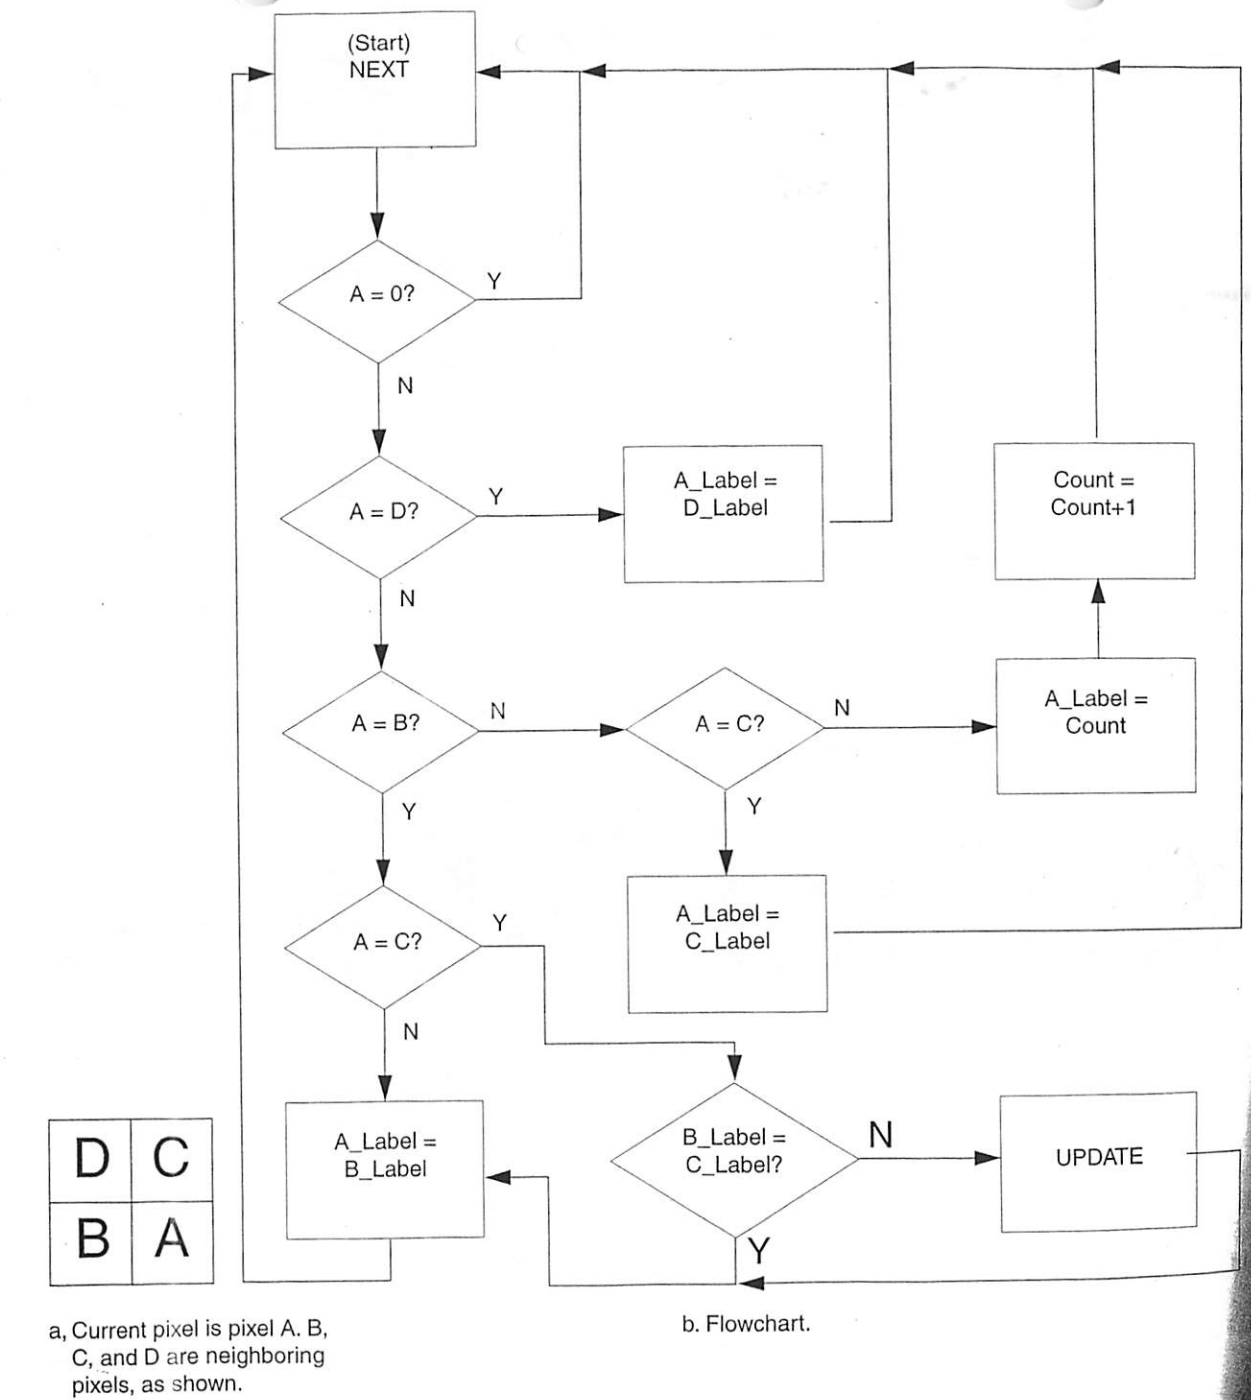 (Start)
NEXT
A = 0?
Y
N
A = D?
Y
A_Label =
D_Label
Count =
Count+1
N
A = B?
N
A = C?
N
A_Label =
Count
Y
Y
A = C?
Y
A_Label =
C_Label
N
A_Label =
B_Label
B_Label =
C_Label?
N
UPDATE
Y
D C
B A
a, Current pixel is pixel A. B,
C, and D are neighboring
pixels, as shown.
b. Flowchart.